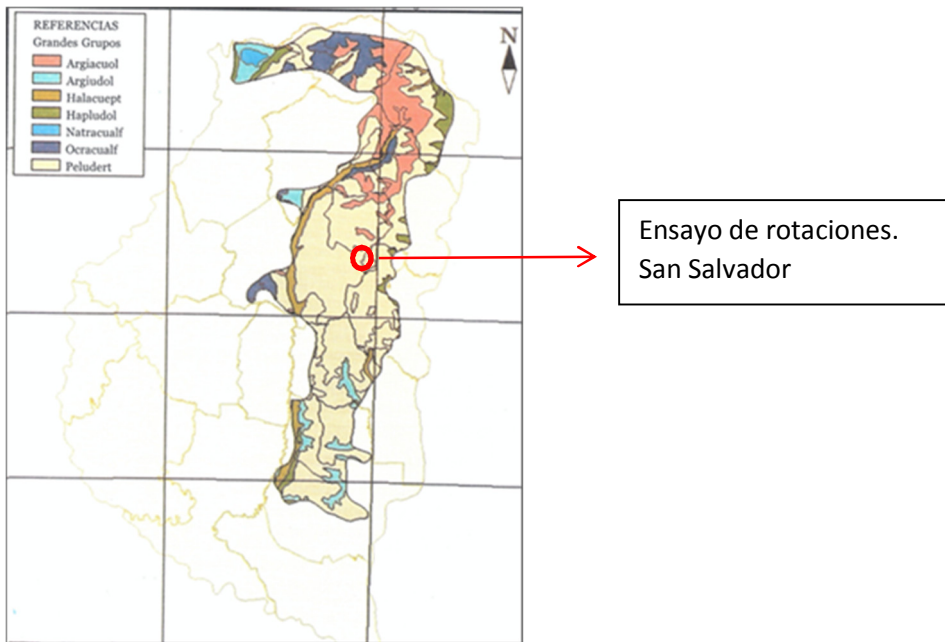 REFERENCIAS
Grandes Grupos
Argiacuol
Argiudol
Halacuept
Hapludol
Natracualf
Ocracualf
Peludert
N
Ensayo de rotaciones.
San Salvador